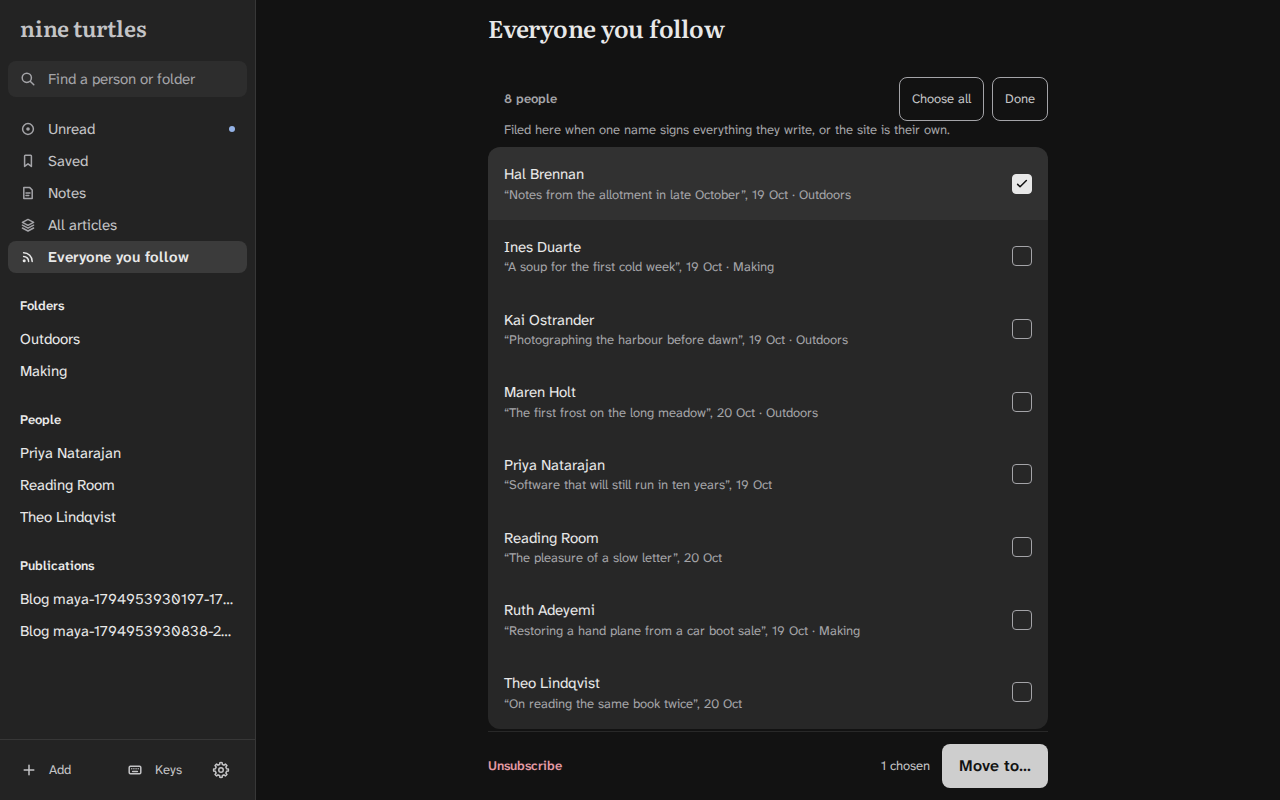 nine turtles
Find a person or folder
Unread
Saved
Notes
All articles
Everyone you follow
Folders
Outdoors
Making
People
Priya Natarajan
Reading Room
Theo Lindqvist
Publications
Blog maya-1794953930197-17…
Blog maya-1794953930838-2…
Add
Keys
Everyone you follow
8 people
Choose all
Done
Filed here when one name signs everything they write, or the site is their own.
Hal Brennan
“Notes from the allotment in late October”, 19 Oct · Outdoors
Ines Duarte
“A soup for the first cold week”, 19 Oct · Making
Kai Ostrander
“Photographing the harbour before dawn”, 19 Oct · Outdoors
Maren Holt
“The first frost on the long meadow”, 20 Oct · Outdoors
Priya Natarajan
“Software that will still run in ten years”, 19 Oct
Reading Room
“The pleasure of a slow letter”, 20 Oct
Ruth Adeyemi
“Restoring a hand plane from a car boot sale”, 19 Oct · Making
Theo Lindqvist
“On reading the same book twice”, 20 Oct
Unsubscribe
1 chosen
Move to…